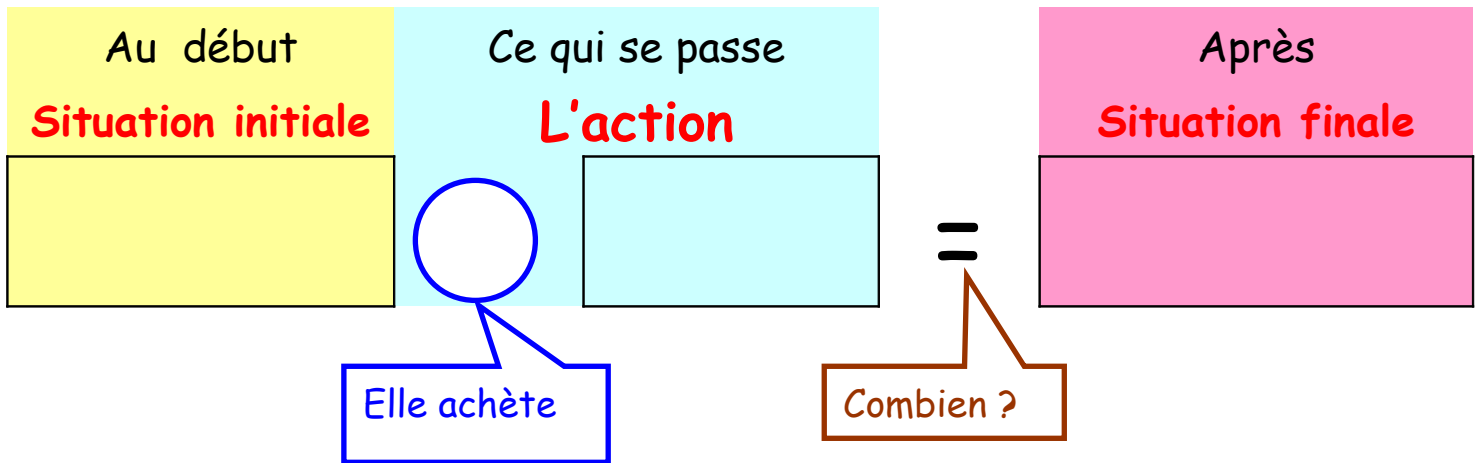 Au début
Situation initiale
Ce qui se passe
L'action
=
Après
Situation finale
Elle achète
Combien ?